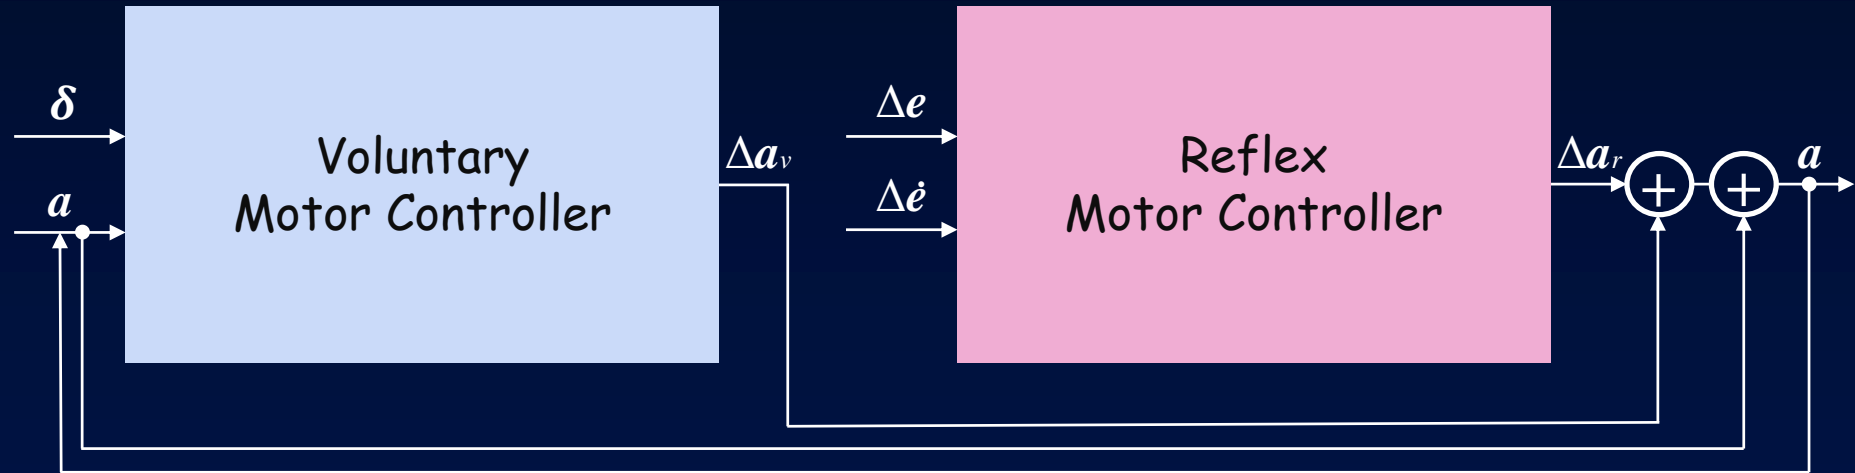 δ
a
Voluntary
Motor Controller
Δaᵥ
Δe
Δė
Reflex
Motor Controller
Δaᵣ
+
+
a